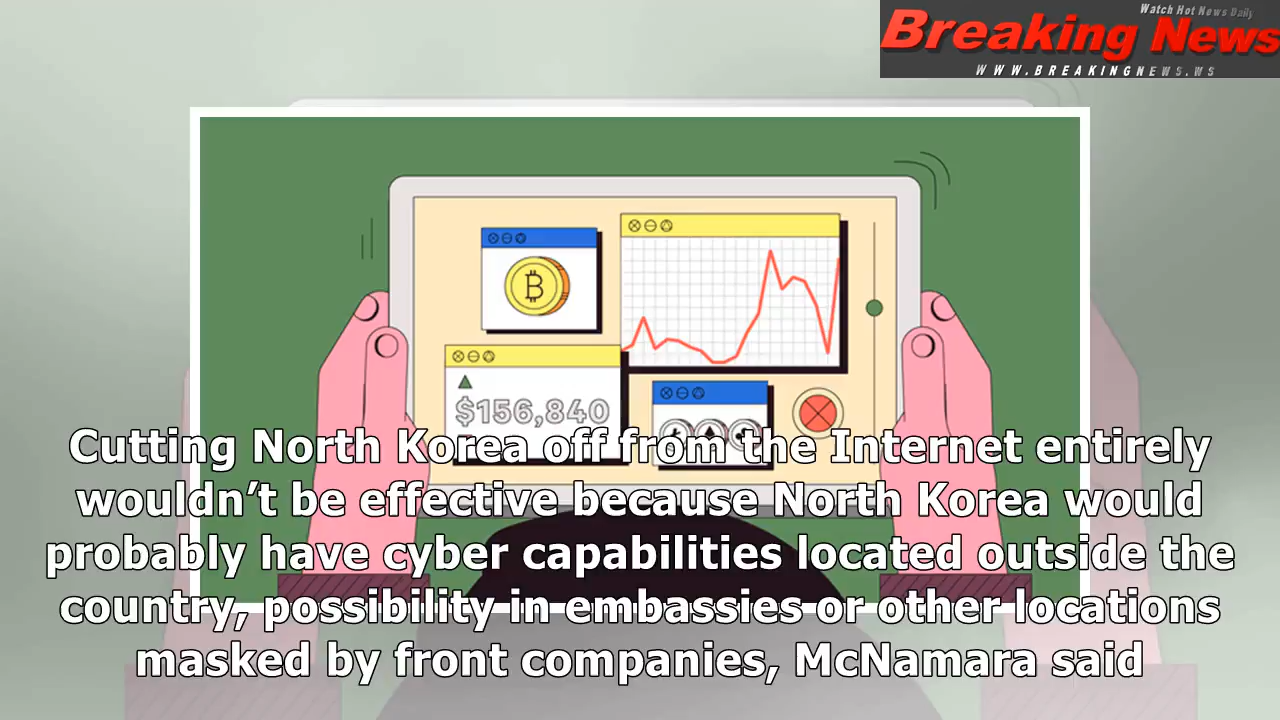 Watch Hot News Daily
Breaking News
WWW.BREAKINGNEWS.WS
$156,840
Cutting North Korea off from the Internet entirely
wouldn’t be effective because North Korea would
probably have cyber capabilities located outside the
country, possibility in embassies or other locations
masked by front companies, McNamara said